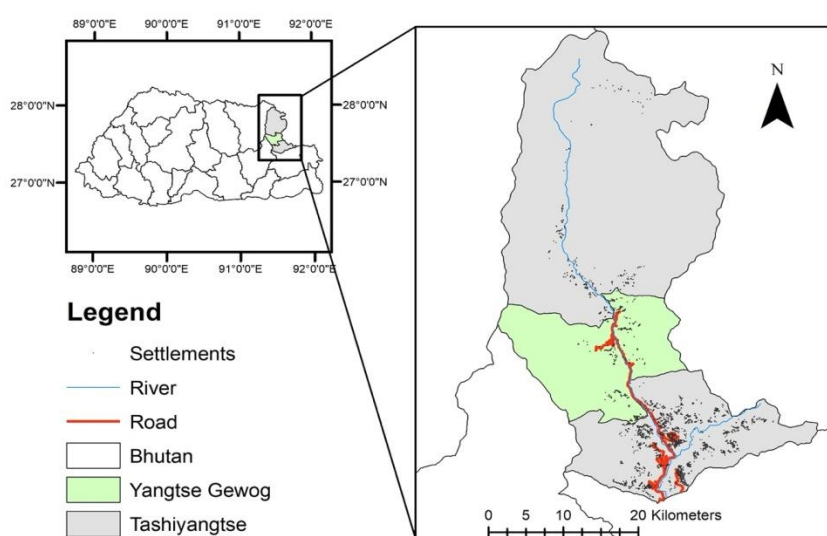 89°0'0"E 90°0'0"E 91°0'0"E 92°0'0"E
28°0'0"N 28°0'0"N
27°0'0"N 27°0'0"N
89°0'0"E 90°0'0"E 91°0'0"E 92°0'0"E
N
Legend
Settlements
River
Road
Bhutan
Yangtse Gewog
Tashiyangtse
0 5 10 20 Kilometers